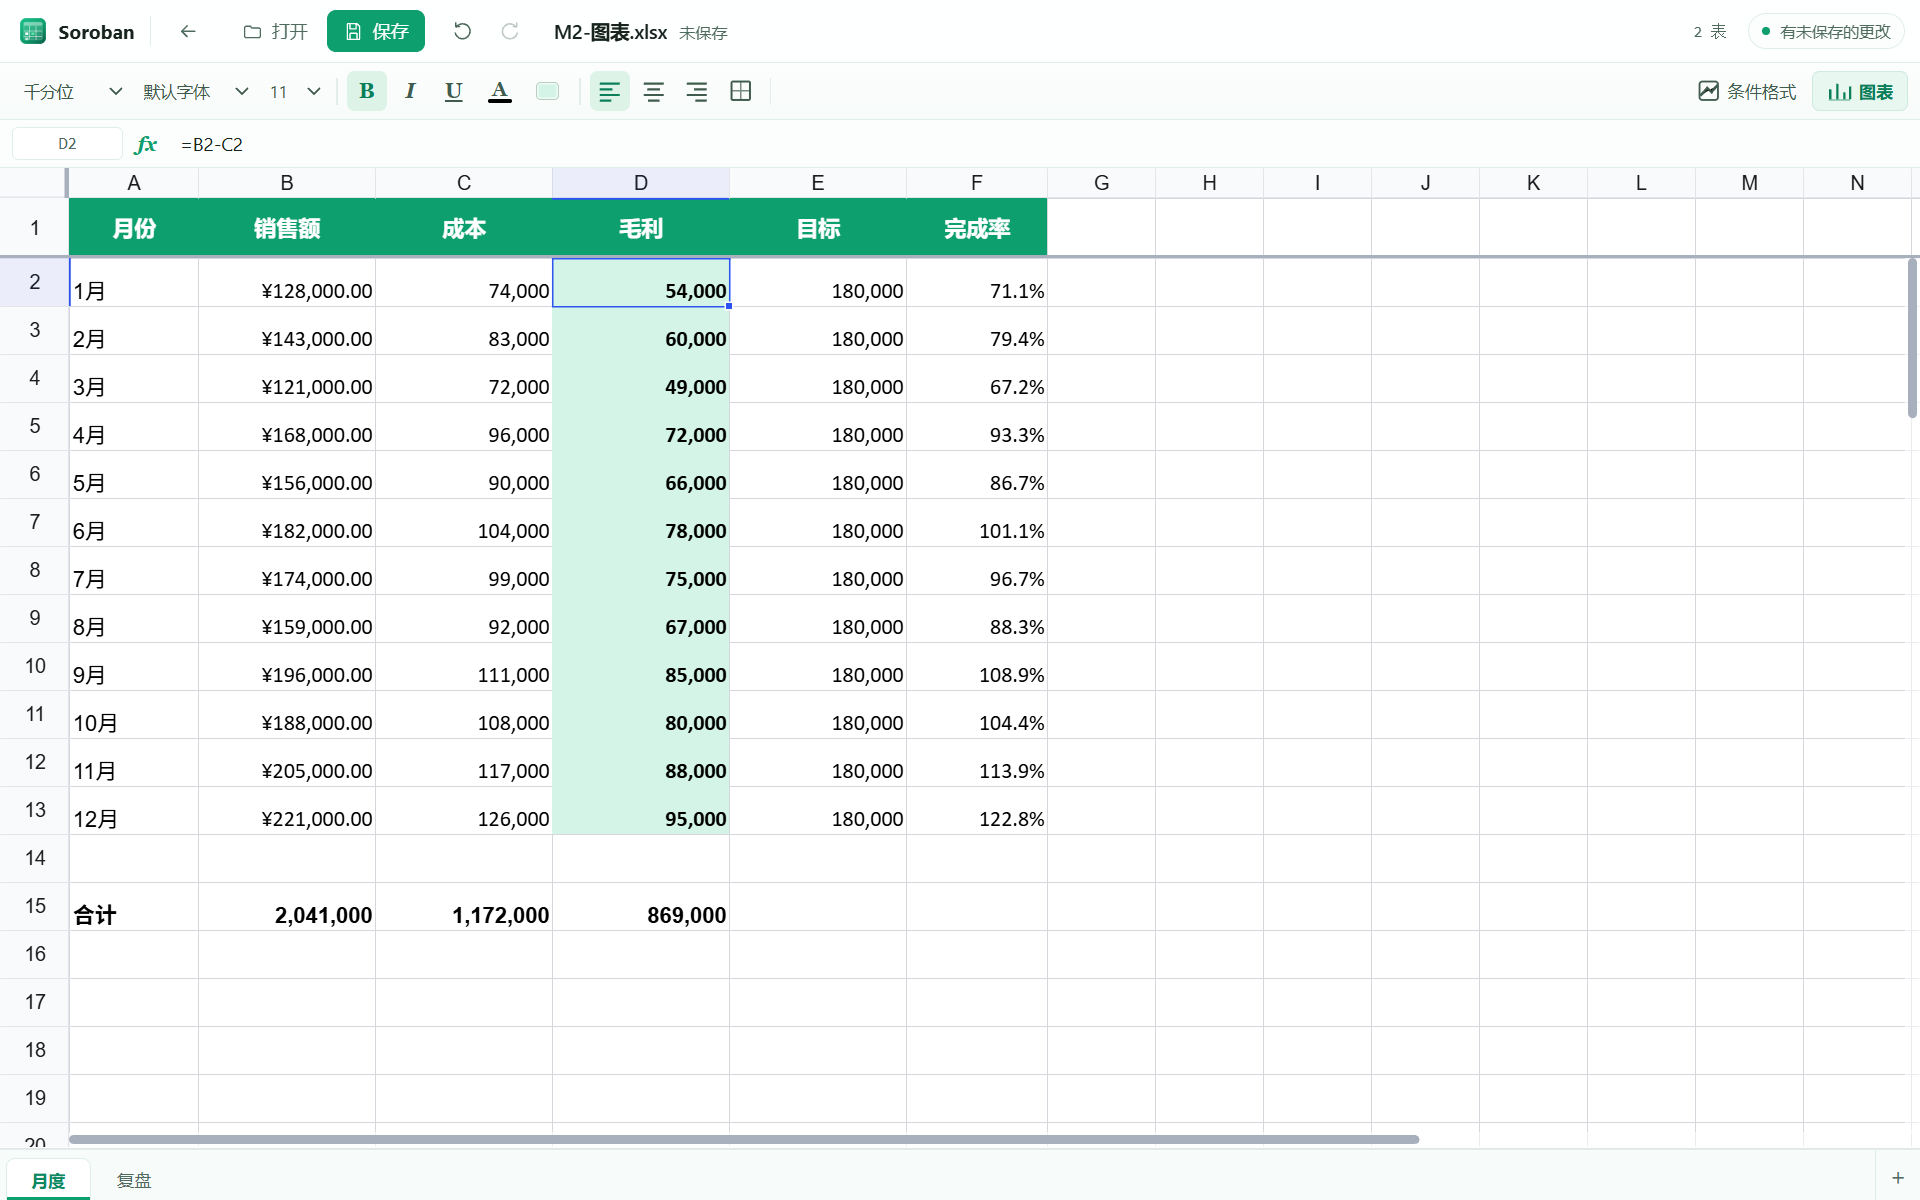 Soroban
打开
保存
M2-图表.xlsx 未保存
2 表
有未保存的更改
千分位 默认字体 11 B I U A 条件格式 图表
D2 fx =B2-C2
A B C D E F G H I J K L M N
1 月份 销售额 成本 毛利 目标 完成率
2 1月 ¥128,000.00 74,000 54,000 180,000 71.1%
3 2月 ¥143,000.00 83,000 60,000 180,000 79.4%
4 3月 ¥121,000.00 72,000 49,000 180,000 67.2%
5 4月 ¥168,000.00 96,000 72,000 180,000 93.3%
6 5月 ¥156,000.00 90,000 66,000 180,000 86.7%
7 6月 ¥182,000.00 104,000 78,000 180,000 101.1%
8 7月 ¥174,000.00 99,000 75,000 180,000 96.7%
9 8月 ¥159,000.00 92,000 67,000 180,000 88.3%
10 9月 ¥196,000.00 111,000 85,000 180,000 108.9%
11 10月 ¥188,000.00 108,000 80,000 180,000 104.4%
12 11月 ¥205,000.00 117,000 88,000 180,000 113.9%
13 12月 ¥221,000.00 126,000 95,000 180,000 122.8%
14
15 合计 2,041,000 1,172,000 869,000
16
17
18
19
20
月度 复盘 +